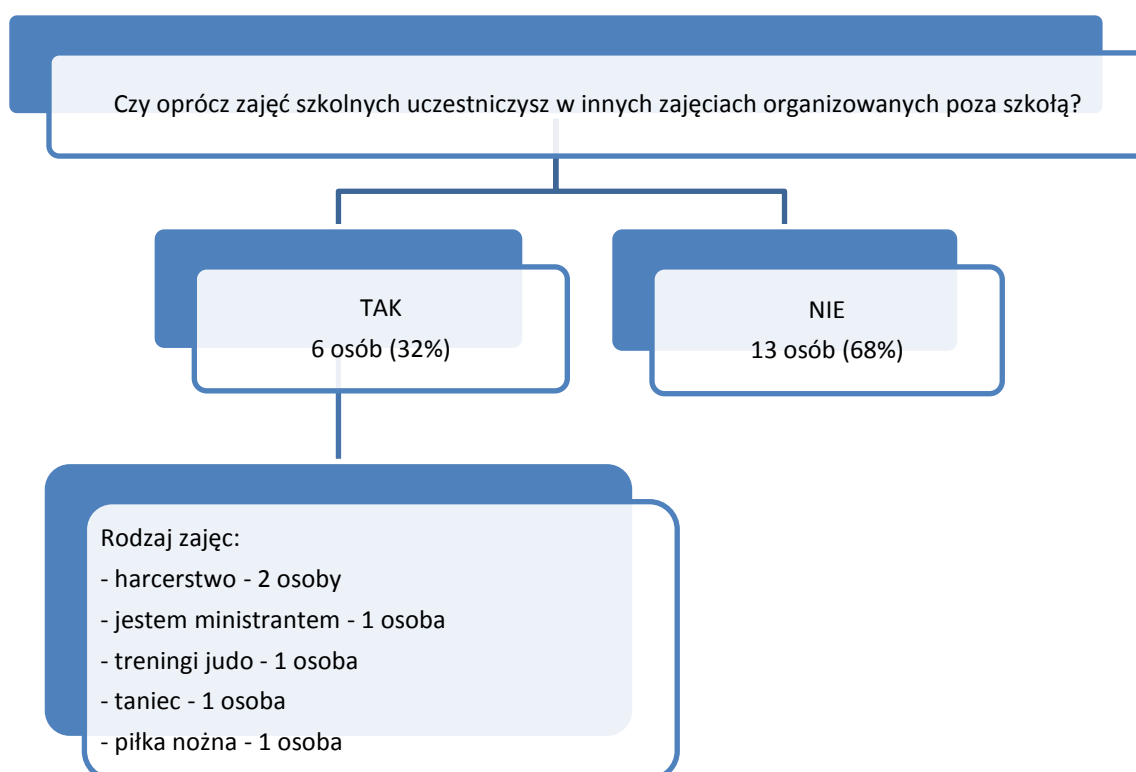 Czy oprócz zajęć szkolnych uczestniczysz w innych zajęciach organizowanych poza szkołą?
TAK
6 osób (32%)
NIE
13 osób (68%)
Rodzaj zajęc:
- harcerstwo - 2 osoby
- jestem ministrantem - 1 osoba
- treningi judo - 1 osoba
- taniec - 1 osoba
- piłka nożna - 1 osoba